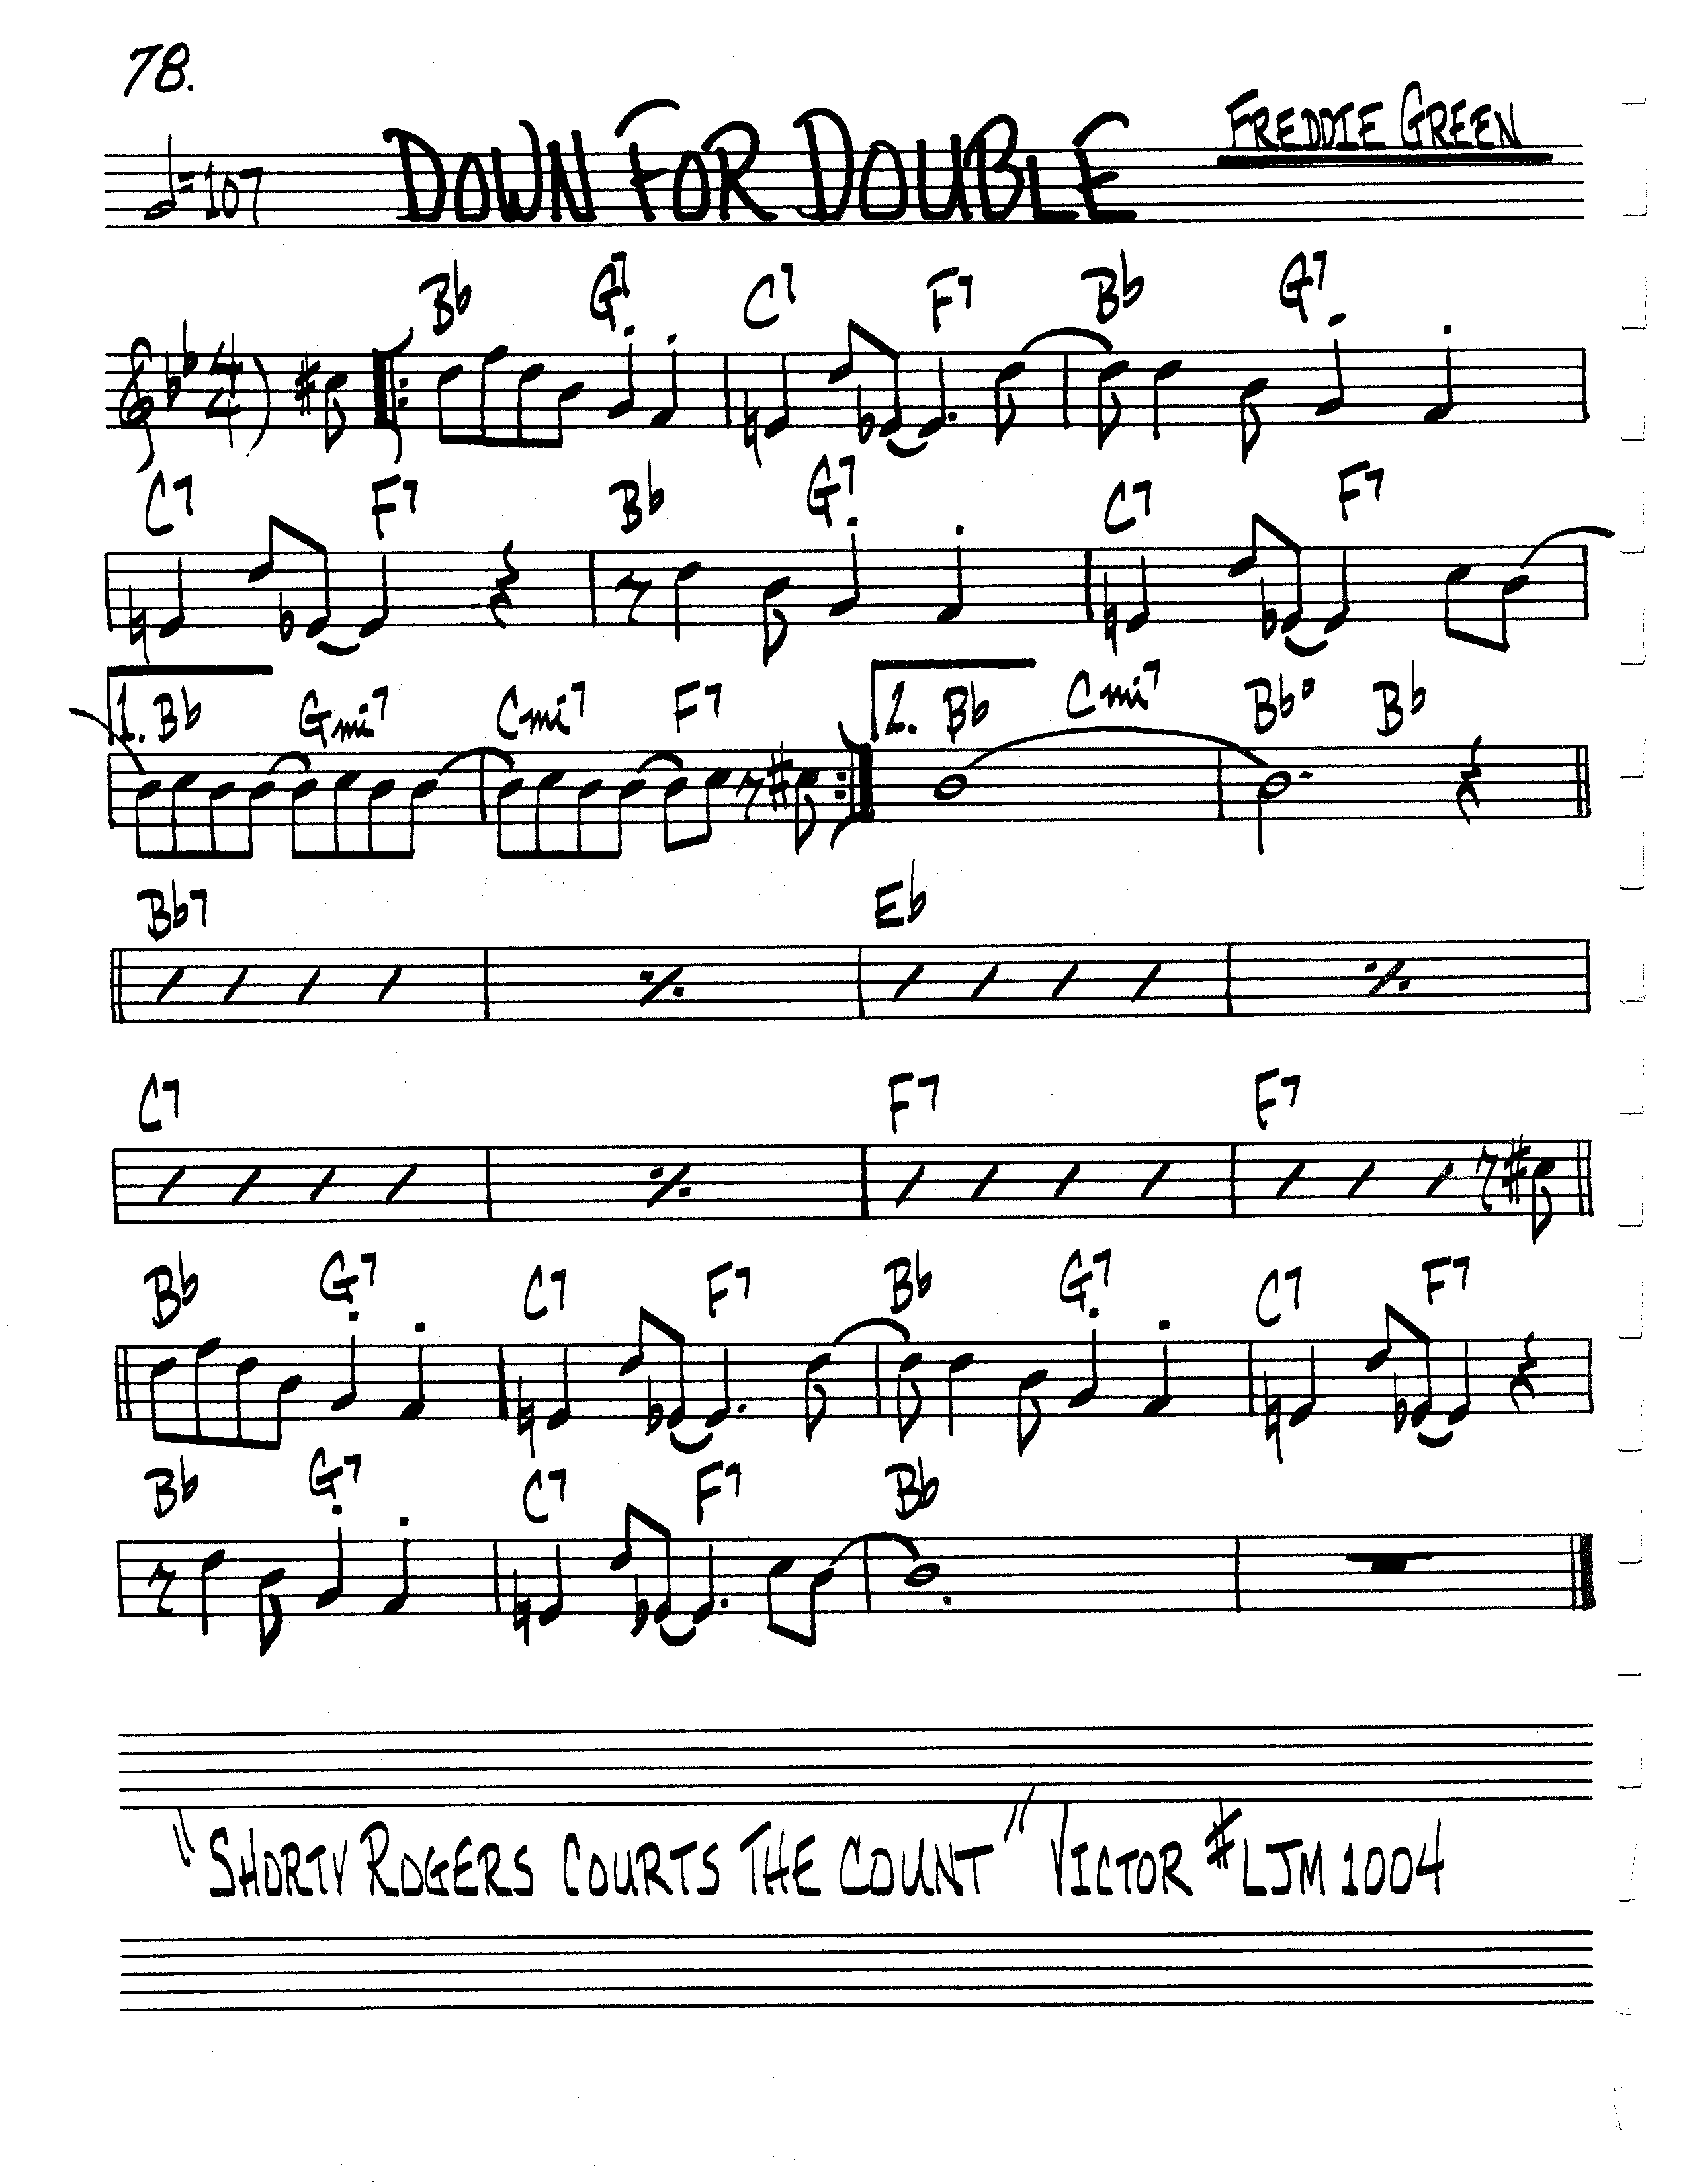 78.
FREDDIE GREEN
𝅗𝅥=107 DOWN FOR DOUBLE
Bb G7 C7 F7 Bb G7
4/4
C7 F7 Bb G7 C7 F7
1. Bb Gmi7 Cmi7 F7 2. Bb Cmi7 Bb° Bb
Bb7 Eb
C7 F7 F7
Bb G7 C7 F7 Bb G7 C7 F7
Bb G7 C7 F7 Bb
"SHORTY ROGERS COURTS THE COUNT" VICTOR #LJM 1004